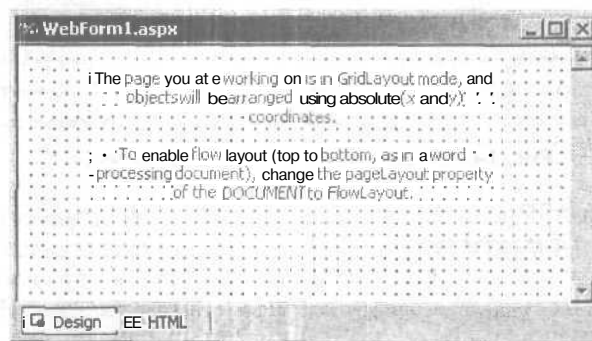 WebForm1.aspx
The page you at e working on is in GridLayout mode, and
objects will be arranged using absolute (x and y)
coordinates.
To enable flow layout (top to bottom, as in a word
processing document), change the pageLayout property
of the DOCUMENT to FlowLayout.
Design EE HTML